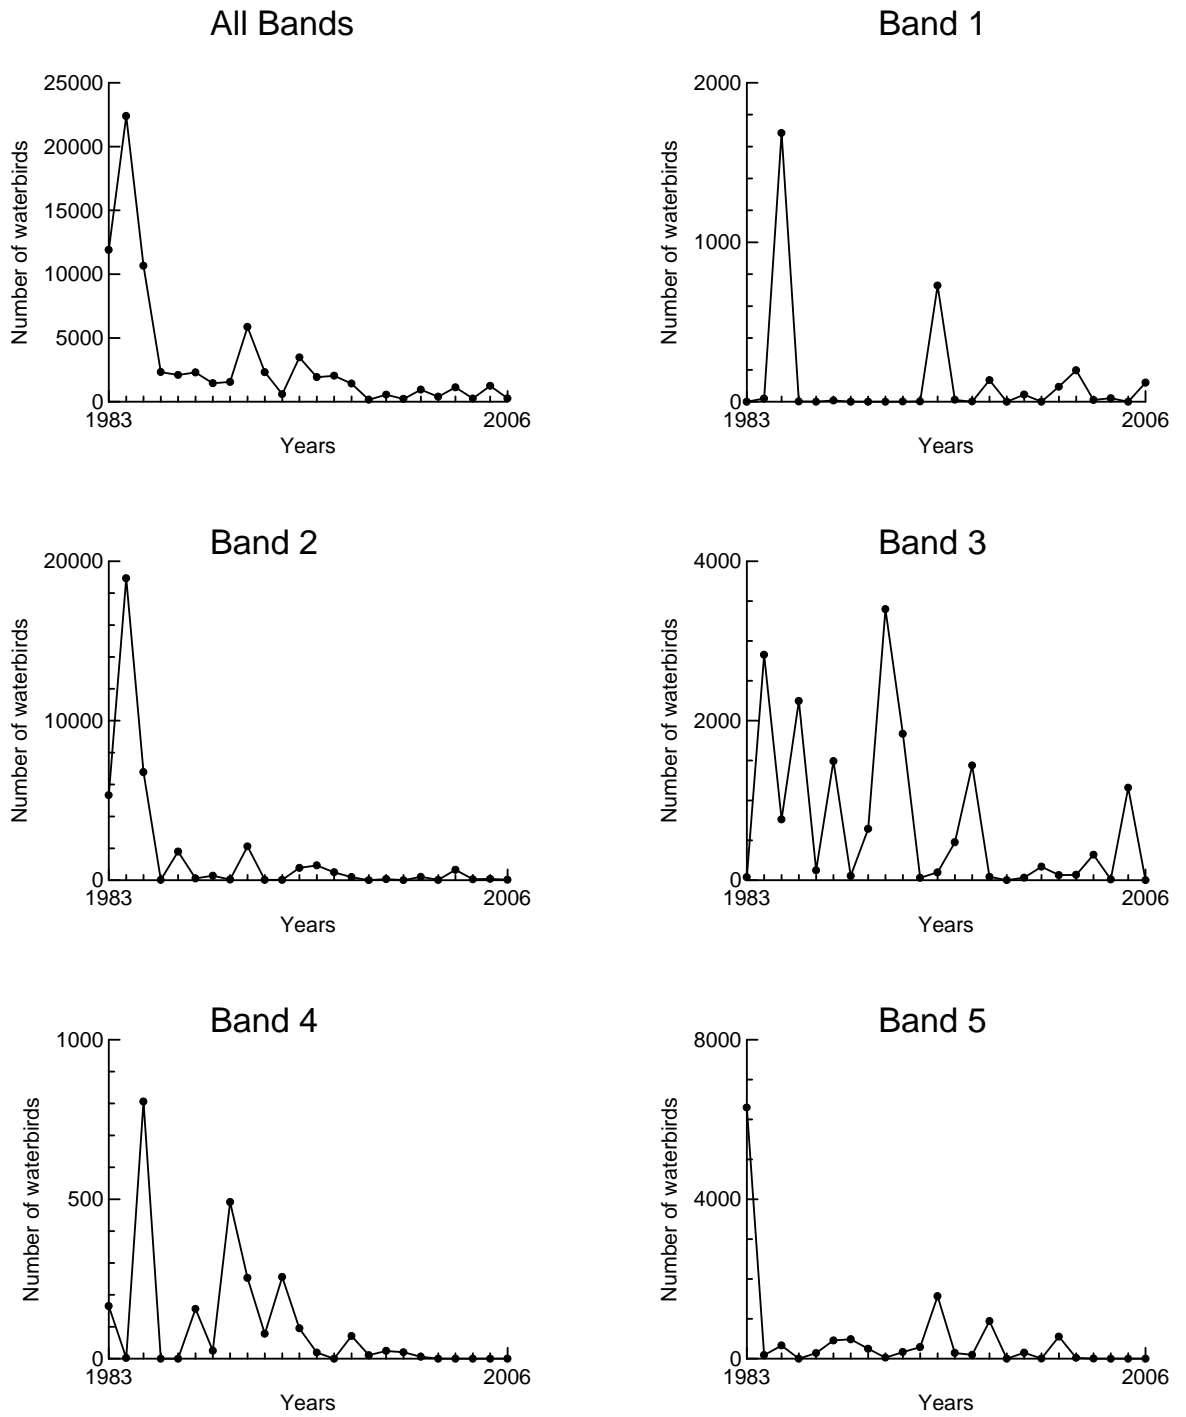 All Bands
Band 1
25000
20000
15000
10000
5000
0
Number of waterbirds
1983
2006
Years
2000
1000
0
Number of waterbirds
1983
2006
Years
Band 2
Band 3
20000
10000
0
Number of waterbirds
1983
2006
Years
4000
2000
0
Number of waterbirds
1983
2006
Years
Band 4
Band 5
1000
500
0
Number of waterbirds
1983
2006
Years
8000
4000
0
Number of waterbirds
1983
2006
Years